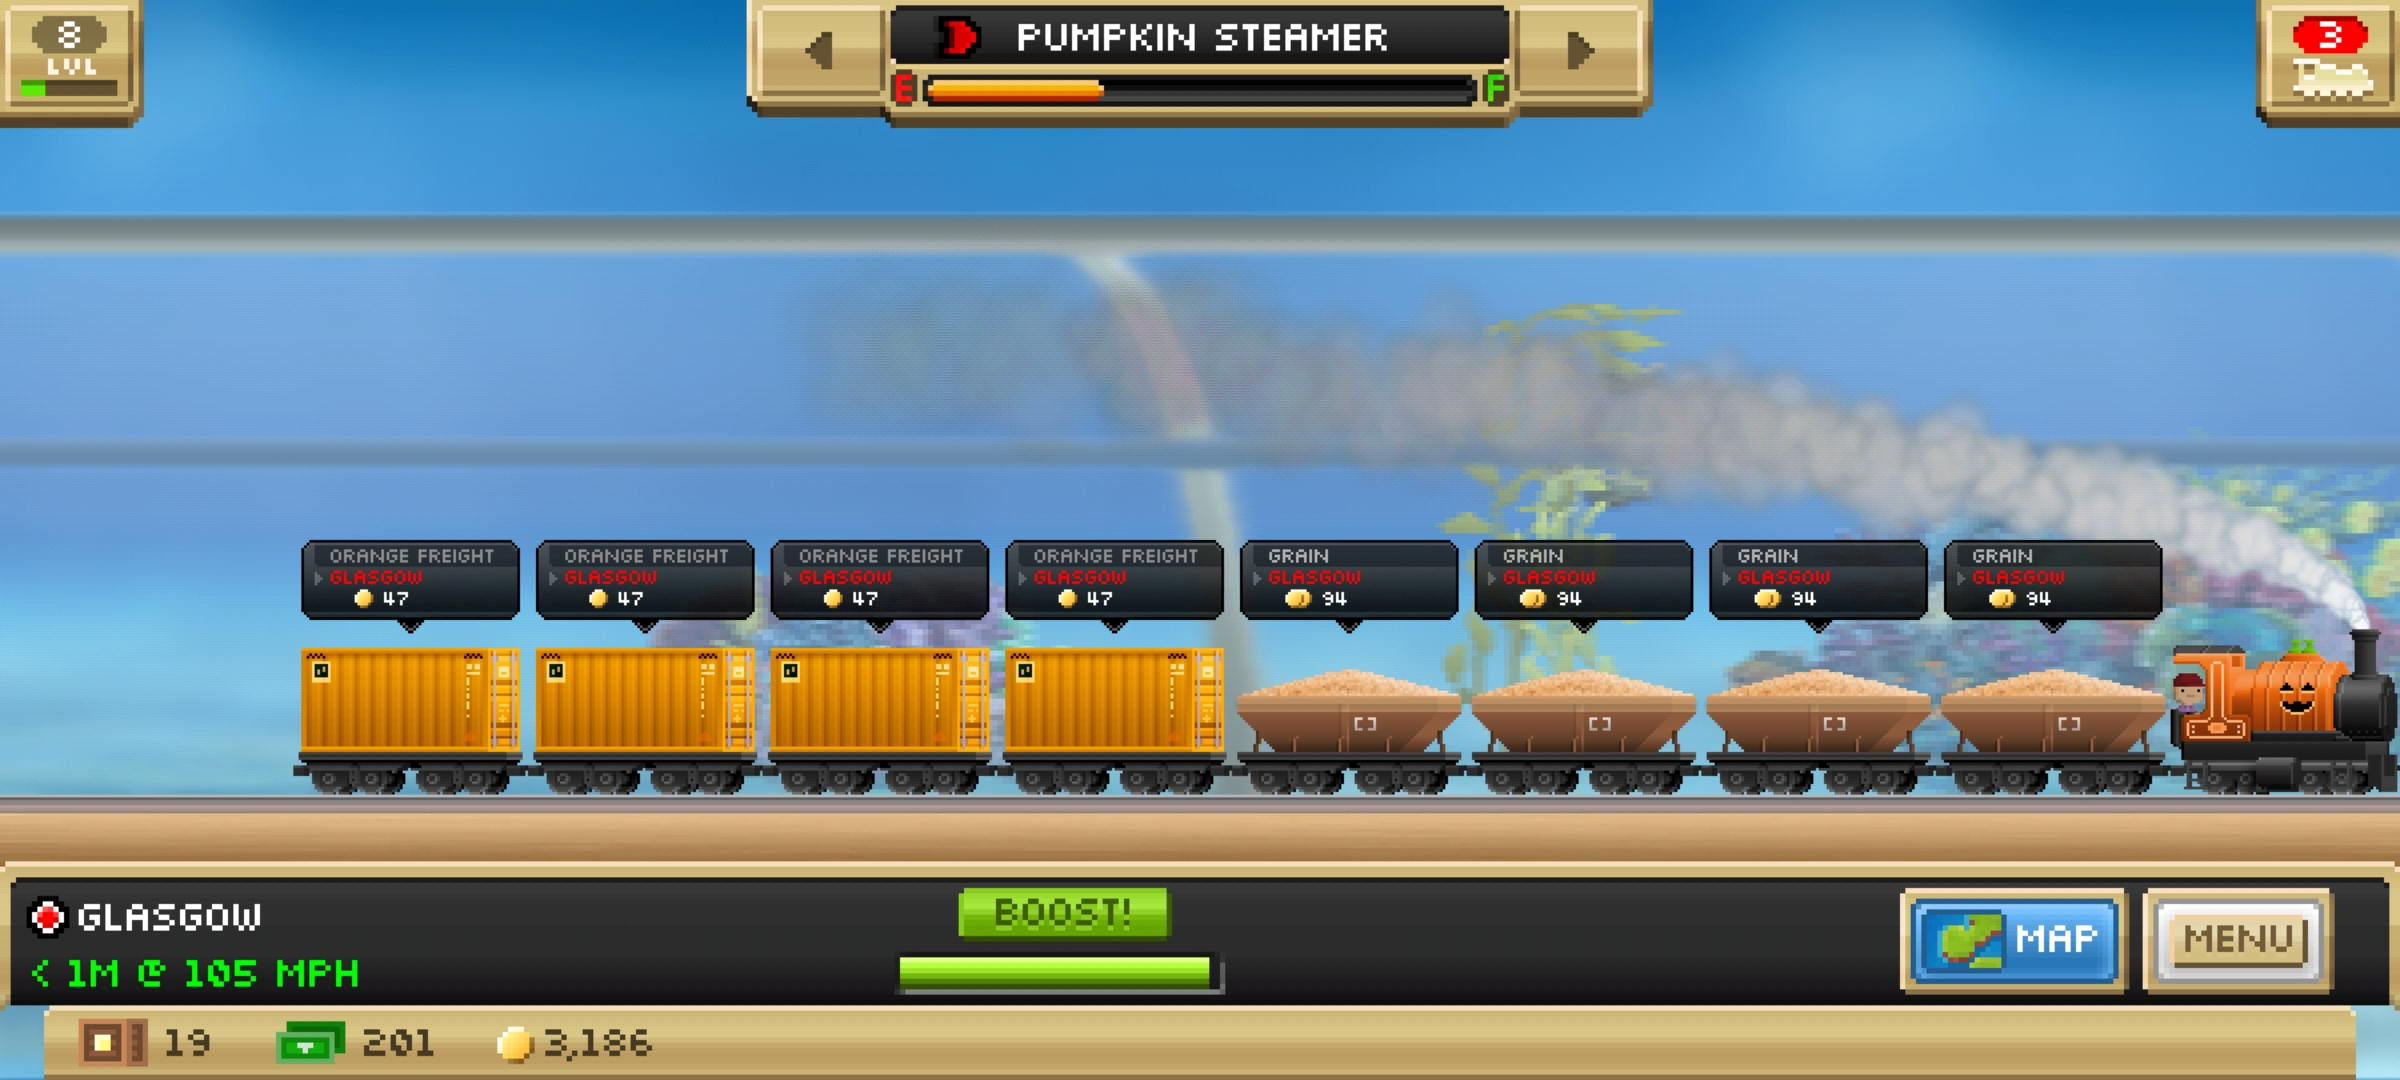 8
LVL
PUMPKIN STEAMER
E F
3
ORANGE FREIGHT
GLASGOW
47
ORANGE FREIGHT
GLASGOW
47
ORANGE FREIGHT
GLASGOW
47
ORANGE FREIGHT
GLASGOW
47
GRAIN
GLASGOW
94
GRAIN
GLASGOW
94
GRAIN
GLASGOW
94
GRAIN
GLASGOW
94
GLASGOW
< 1M @ 105 MPH
BOOST!
MAP
MENU
19 201 3,186